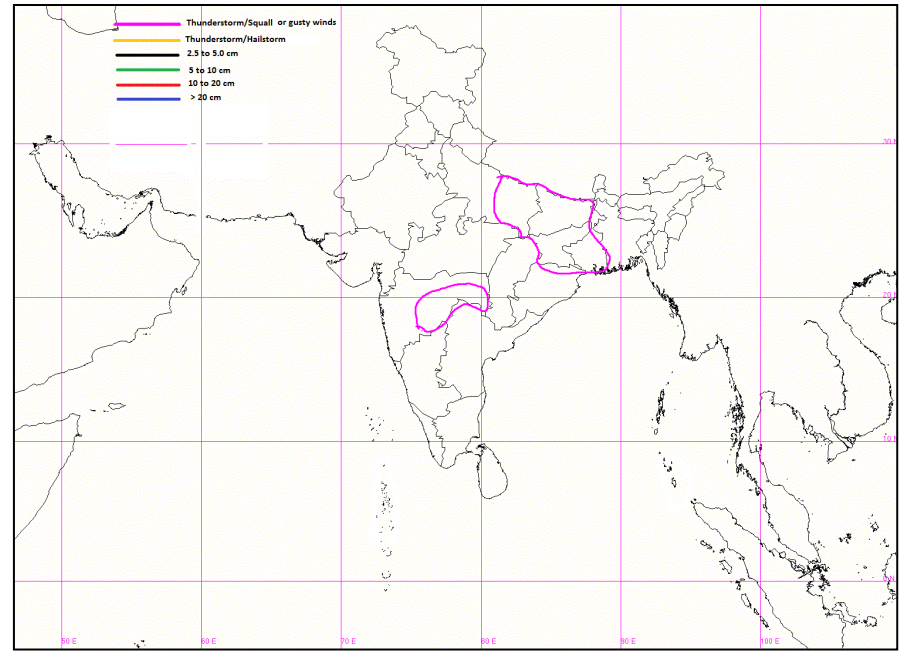 Thunderstorm/Squall or gusty winds
Thunderstorm/Hailstorm
2.5 to 5.0 cm
5 to 10 cm
10 to 20 cm
> 20 cm
30 N
20 N
10 N
0 N
50 E
60 E
70 E
80 E
90 E
100 E